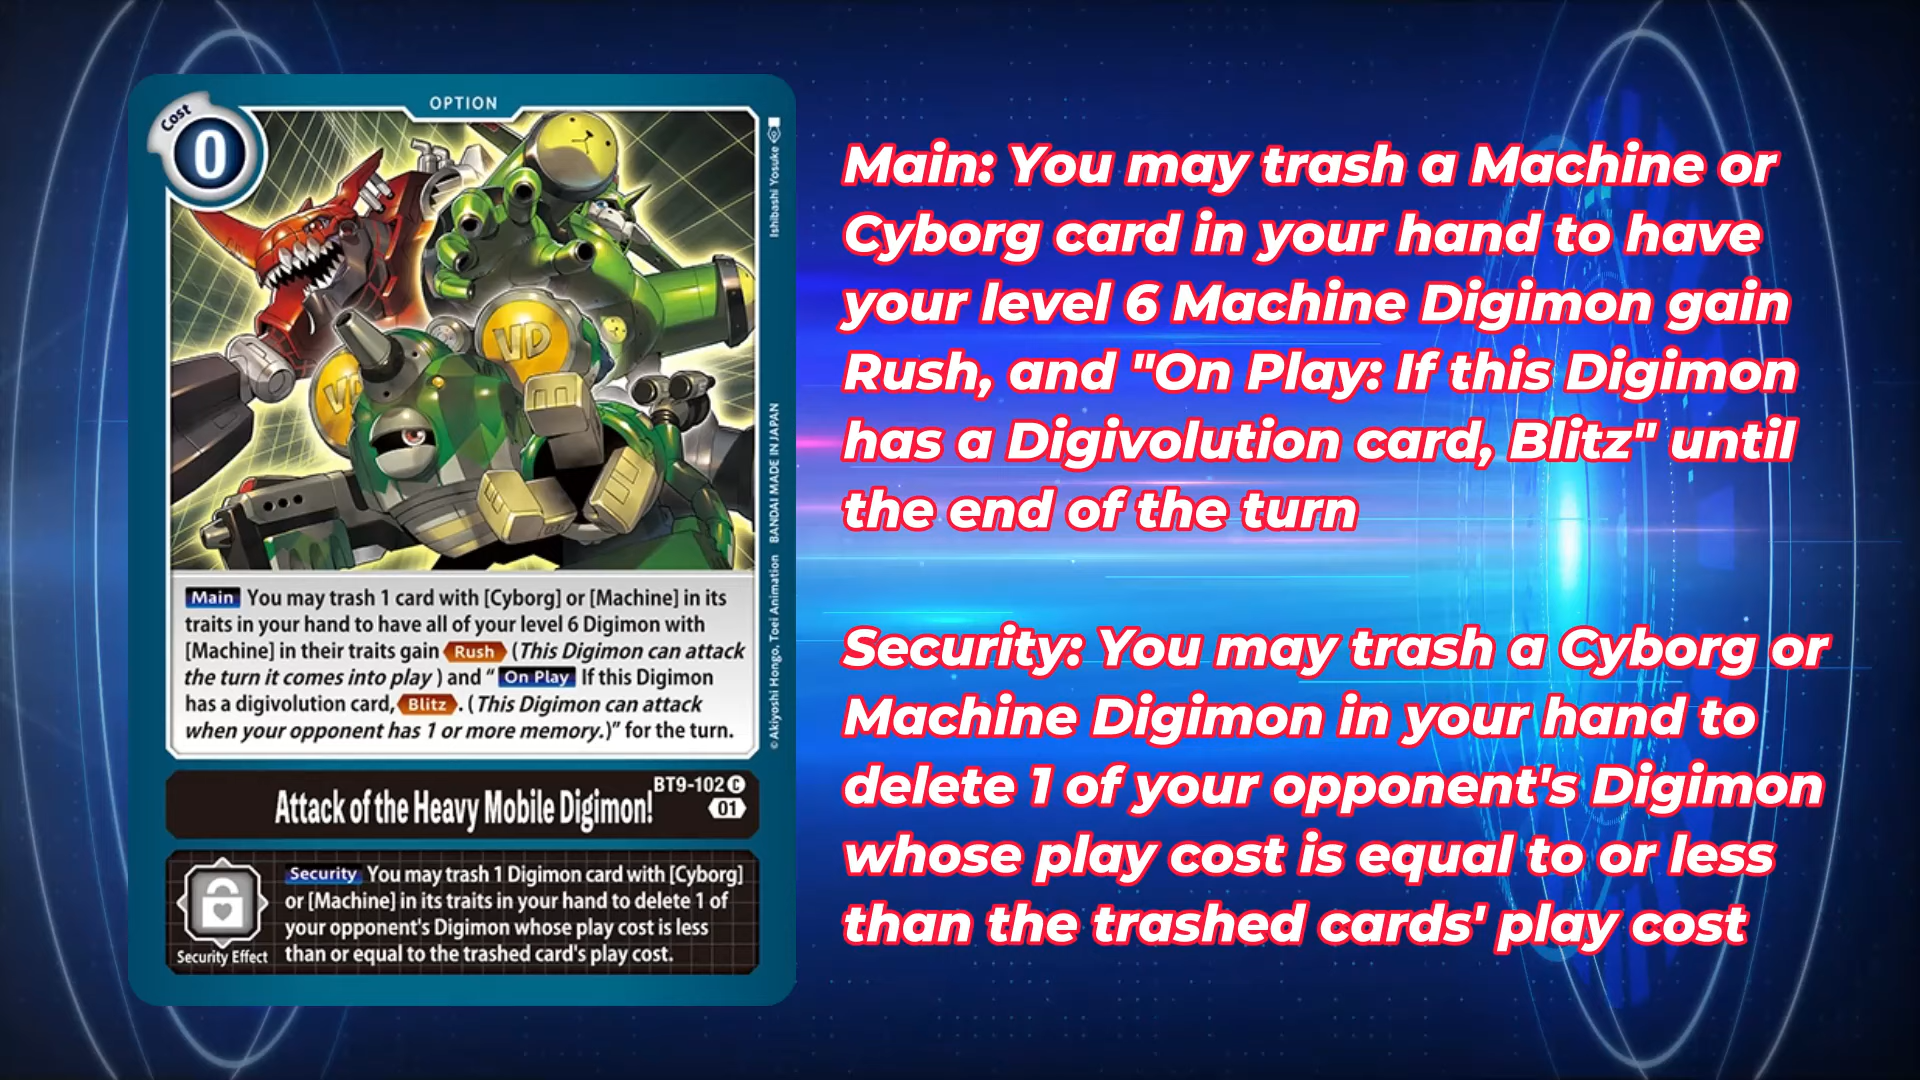 OPTION
Cost
0
Ishibashi Yosuke
VD
VD
© Akiyoshi Hongo, Toei Animation BANDAI MADE IN JAPAN
Main You may trash 1 card with [Cyborg] or [Machine] in its
traits in your hand to have all of your level 6 Digimon with
[Machine] in their traits gain Rush (This Digimon can attack
the turn it comes into play ) and “ On Play If this Digimon
has a digivolution card, Blitz . ( This Digimon can attack
when your opponent has 1 or more memory.)” for the turn.
BT9-102 C
Attack of the Heavy Mobile Digimon!
01
Security You may trash 1 Digimon card with [Cyborg]
or [Machine] in its traits in your hand to delete 1 of
your opponent's Digimon whose play cost is less
than or equal to the trashed card's play cost.
Security Effect
Main: You may trash a Machine or
Cyborg card in your hand to have
your level 6 Machine Digimon gain
Rush, and "On Play: If this Digimon
has a Digivolution card, Blitz" until
the end of the turn
Security: You may trash a Cyborg or
Machine Digimon in your hand to
delete 1 of your opponent's Digimon
whose play cost is equal to or less
than the trashed cards' play cost